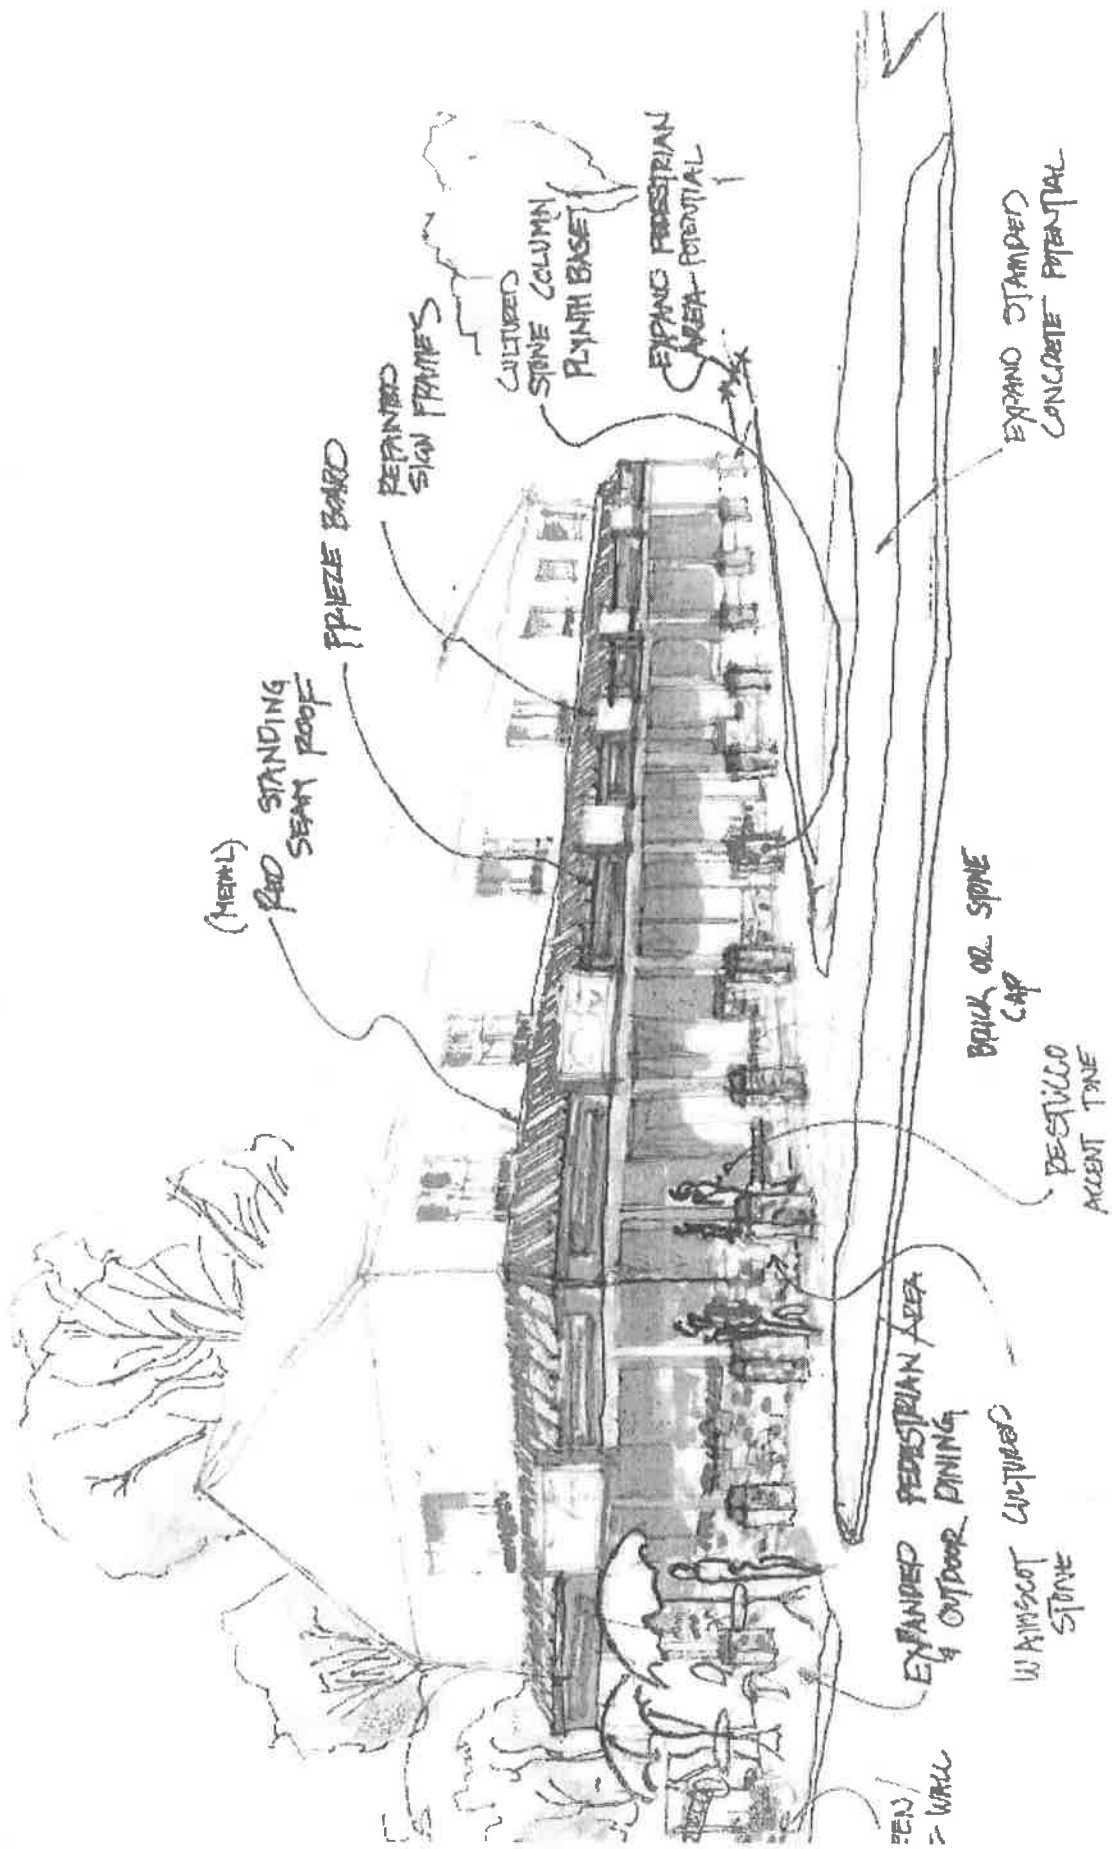 (METAL)
RED STANDING
SEAM ROOF
FRIEZE BOARD
REPAINTED
SIGN FRAMES
CULTURED
STONE COLUMN
PLYNTH BASE
EXPAND PEDESTRIAN
AREA-POTENTIAL
EEN/
WALL
EXPANDED PEDESTRIAN AREA
& OUTDOOR DINING
WAINSCOT CULTURED
STONE
RESTUCCO
ACCENT TONE
BRICK OR STONE
CAP
EXPAND STAMPED
CONCRETE POTENTIAL